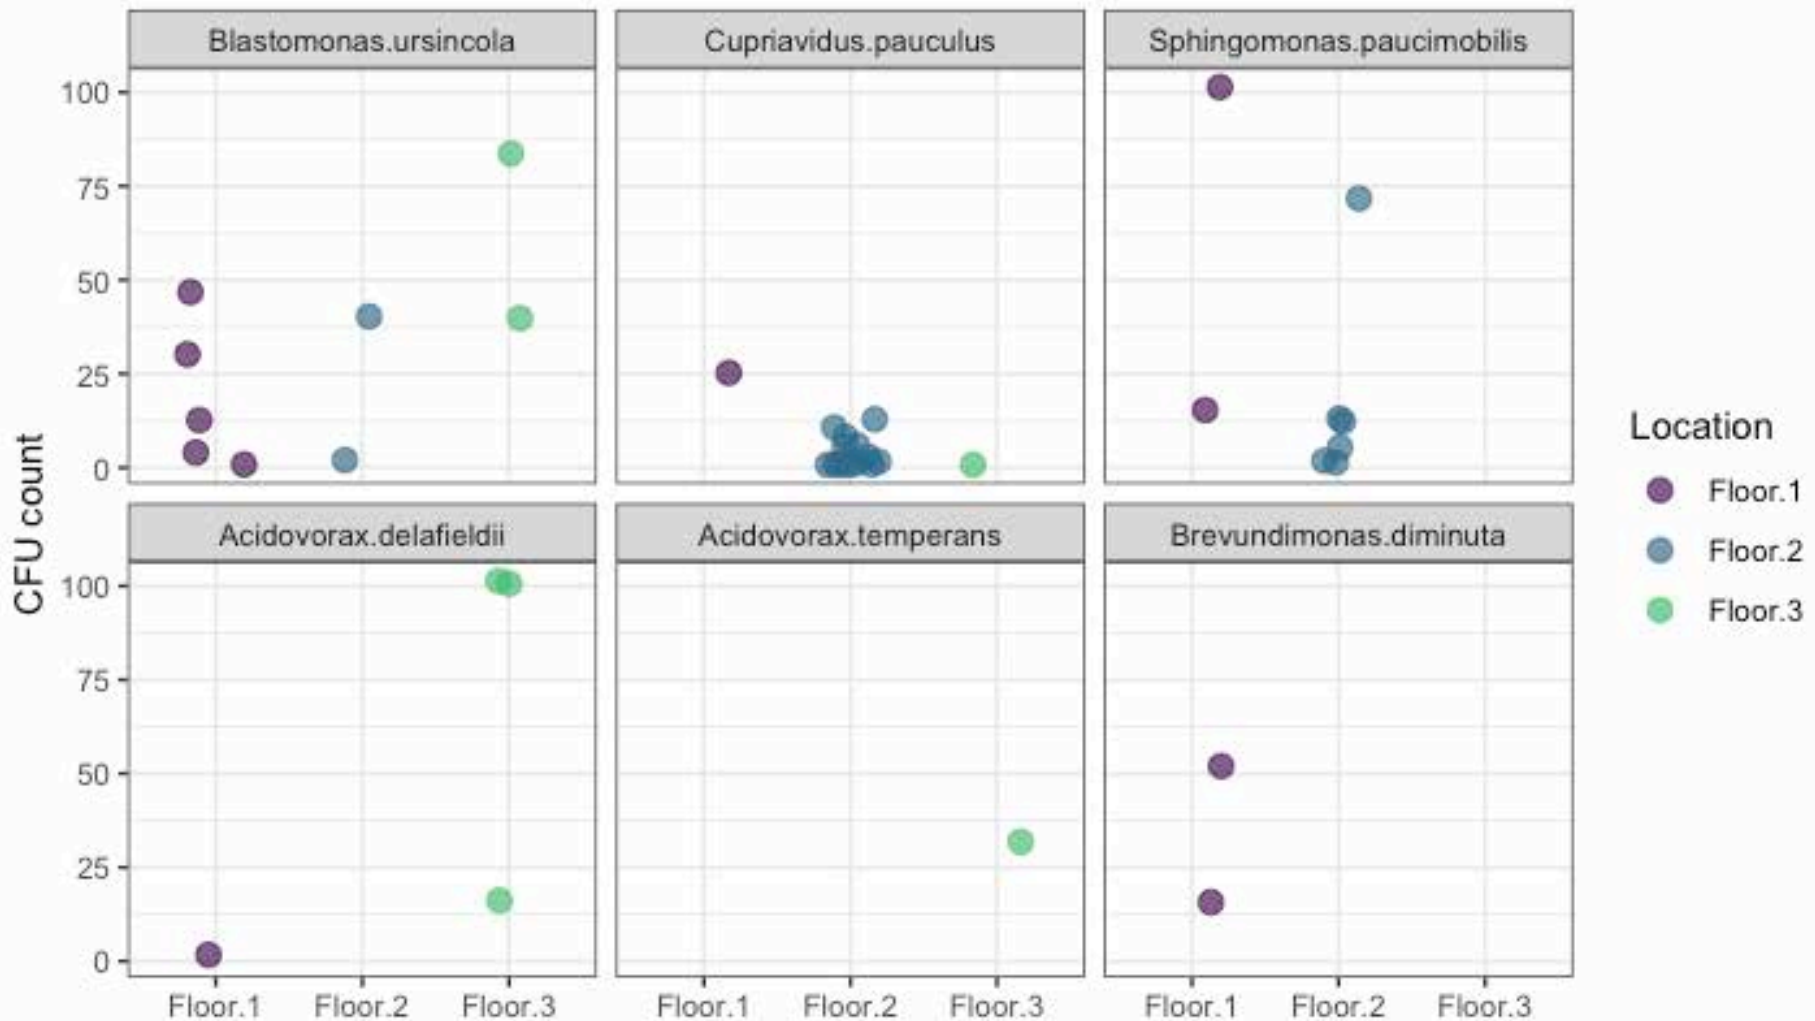 Blastomonas.ursincola
Cupriavidus.pauculus
Sphingomonas.paucimobilis
100
75
50
25
0
CFU count
Acidovorax.delafieldii
Acidovorax.temperans
Brevundimonas.diminuta
100
75
50
25
0
Floor.1 Floor.2 Floor.3
Floor.1 Floor.2 Floor.3
Floor.1 Floor.2 Floor.3
Location
Floor.1
Floor.2
Floor.3